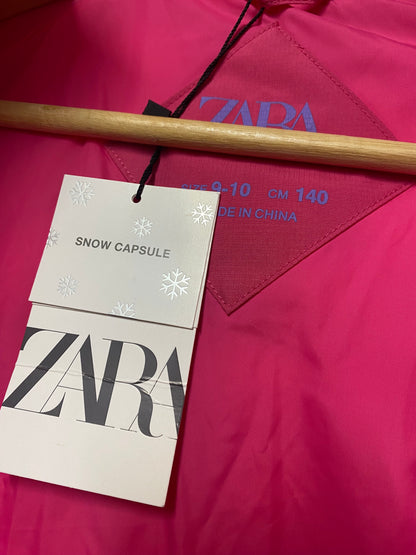 ZARA
SIZE 9-10 CM 140
MADE IN CHINA
SNOW CAPSULE
ZARA